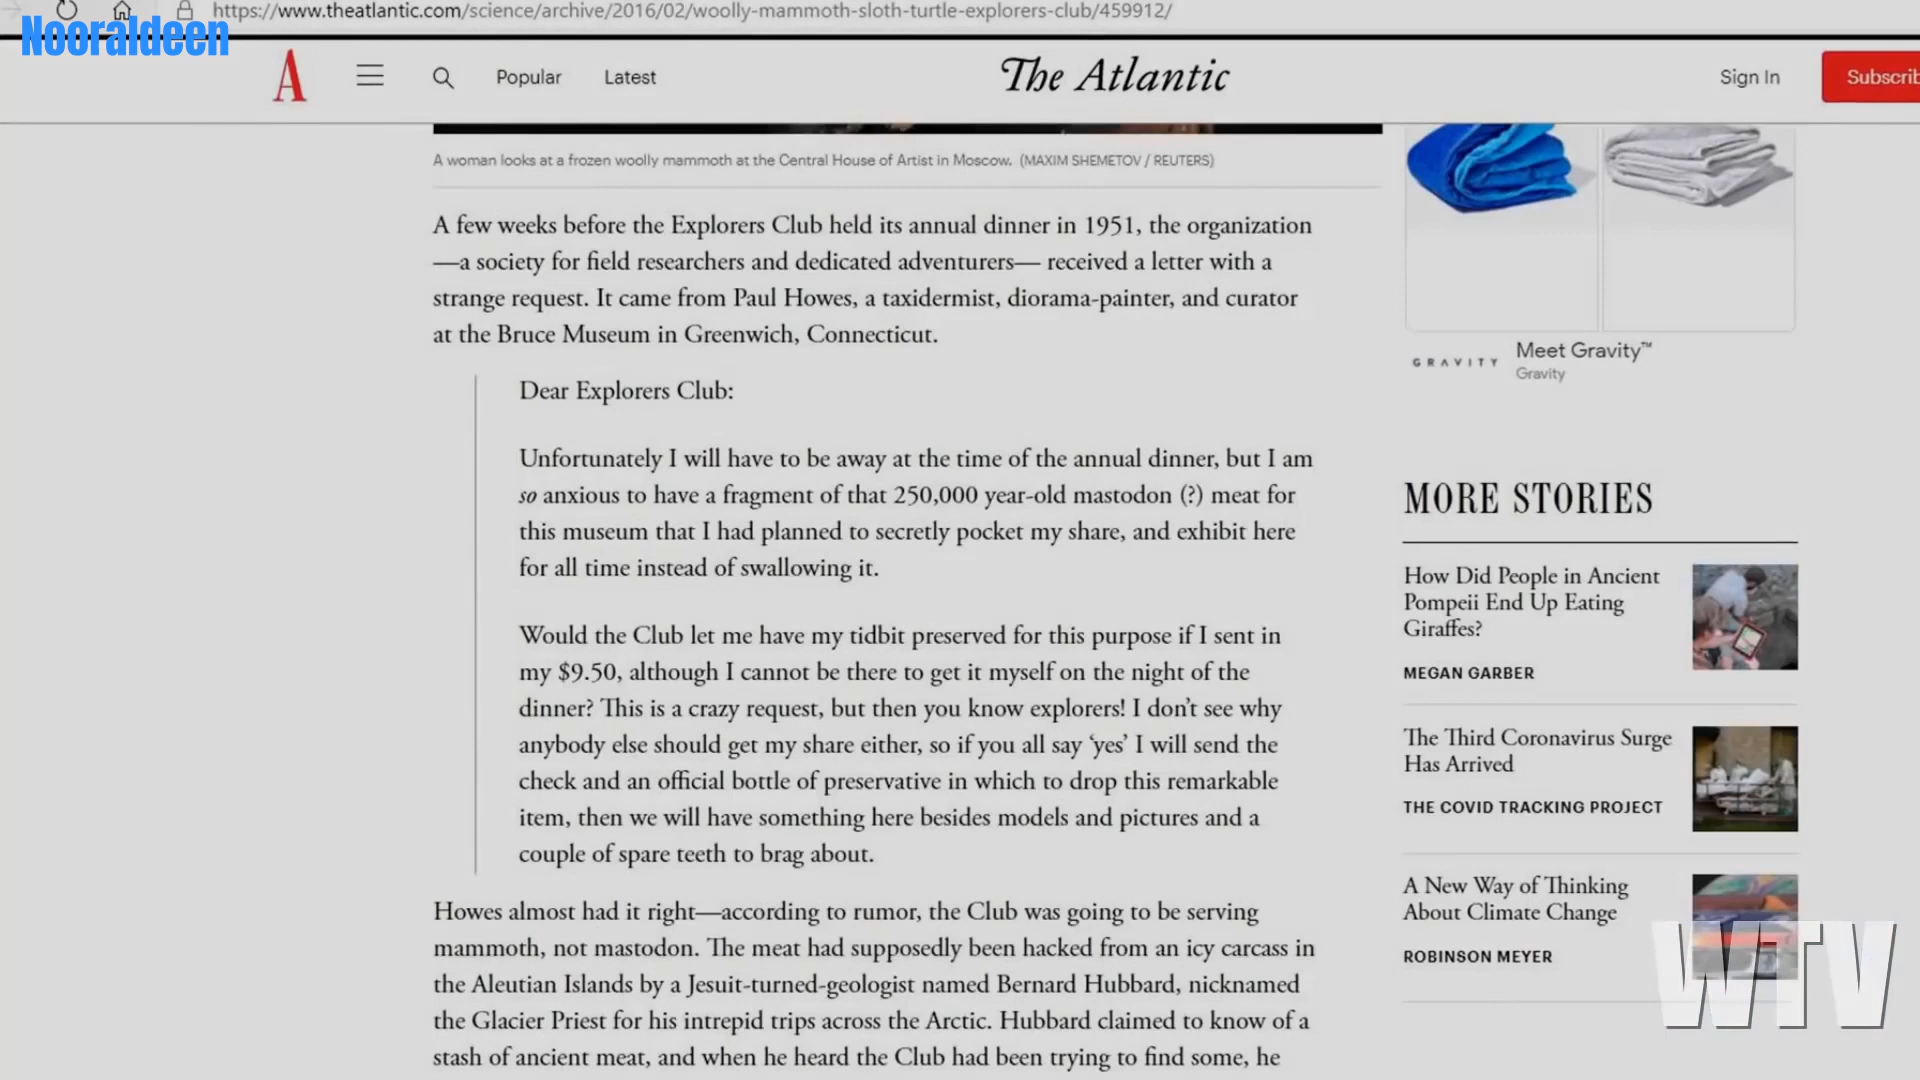 https://www.theatlantic.com/science/archive/2016/02/woolly-mammoth-sloth-turtle-explorers-club/459912/
Nooraldeen
A
Popular
Latest
The Atlantic
Sign In
Subscrib
A woman looks at a frozen woolly mammoth at the Central House of Artist in Moscow. (MAXIM SHEMETOV / REUTERS)
A few weeks before the Explorers Club held its annual dinner in 1951, the organization
—a society for field researchers and dedicated adventurers— received a letter with a
strange request. It came from Paul Howes, a taxidermist, diorama-painter, and curator
at the Bruce Museum in Greenwich, Connecticut.
Dear Explorers Club:
Unfortunately I will have to be away at the time of the annual dinner, but I am
so anxious to have a fragment of that 250,000 year-old mastodon (?) meat for
this museum that I had planned to secretly pocket my share, and exhibit here
for all time instead of swallowing it.
Would the Club let me have my tidbit preserved for this purpose if I sent in
my $9.50, although I cannot be there to get it myself on the night of the
dinner? This is a crazy request, but then you know explorers! I don't see why
anybody else should get my share either, so if you all say ‘yes’ I will send the
check and an official bottle of preservative in which to drop this remarkable
item, then we will have something here besides models and pictures and a
couple of spare teeth to brag about.
Howes almost had it right—according to rumor, the Club was going to be serving
mammoth, not mastodon. The meat had supposedly been hacked from an icy carcass in
the Aleutian Islands by a Jesuit-turned-geologist named Bernard Hubbard, nicknamed
the Glacier Priest for his intrepid trips across the Arctic. Hubbard claimed to know of a
stash of ancient meat, and when he heard the Club had been trying to find some, he
GRAVITY
Meet Gravity™
Gravity
MORE STORIES
How Did People in Ancient
Pompeii End Up Eating
Giraffes?
MEGAN GARBER
The Third Coronavirus Surge
Has Arrived
THE COVID TRACKING PROJECT
A New Way of Thinking
About Climate Change
ROBINSON MEYER
WTV